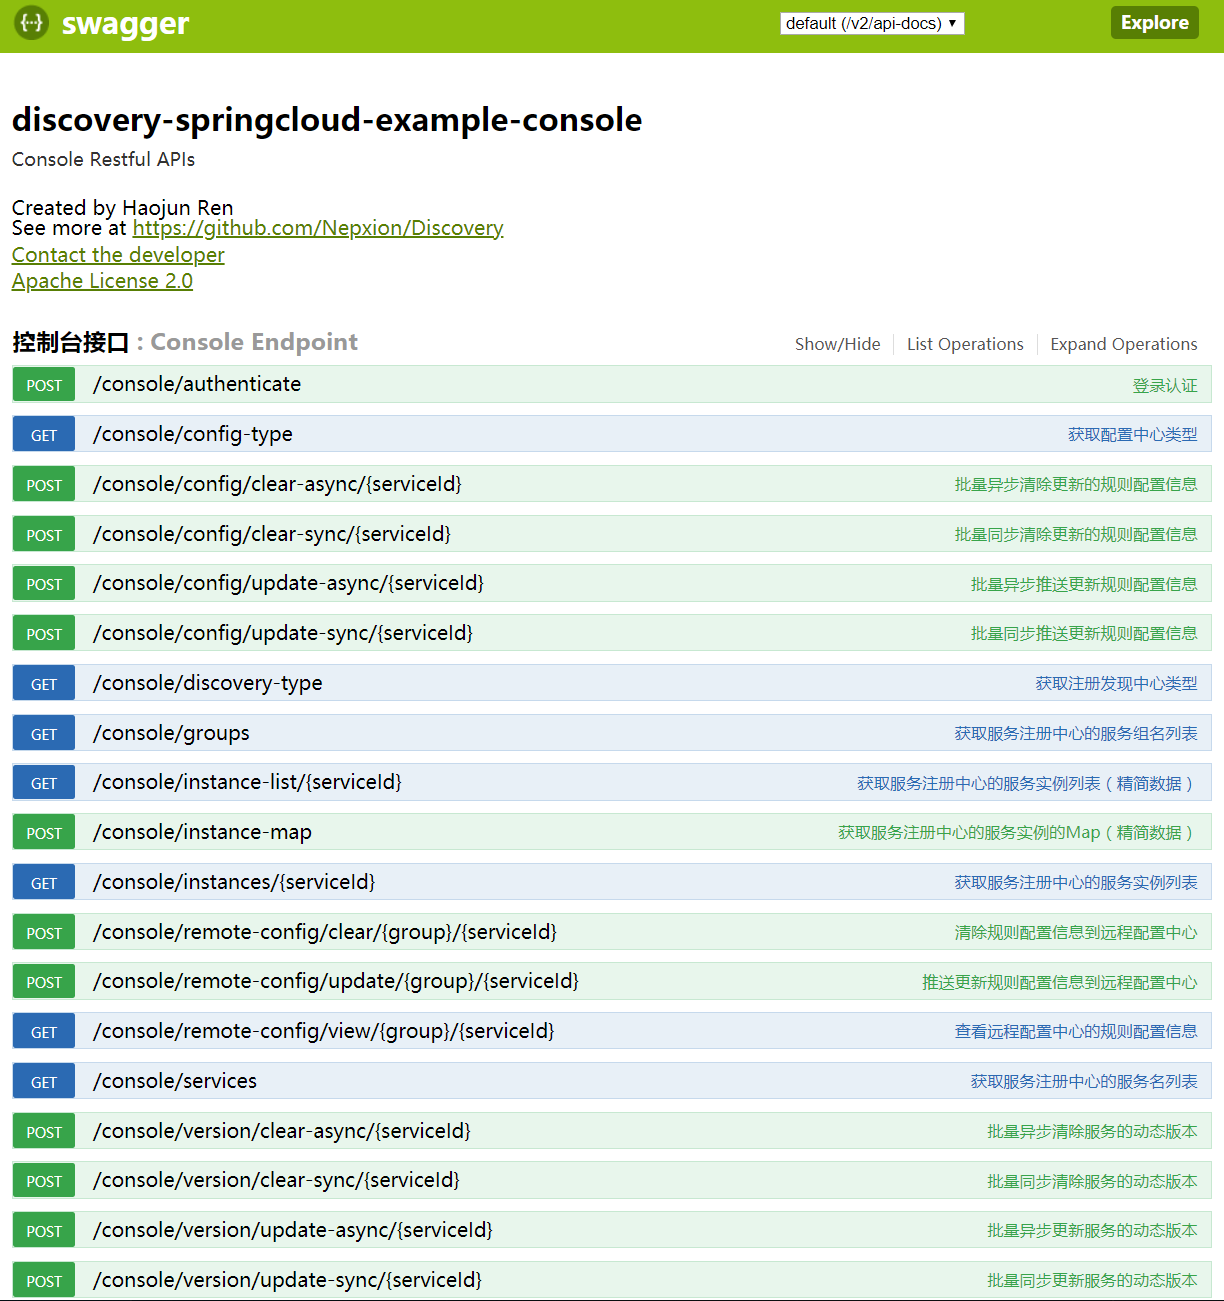 {···} swagger default (/v2/api-docs) Explore
discovery-springcloud-example-console
Console Restful APIs
Created by Haojun Ren
See more at https://github.com/Nepxion/Discovery
Contact the developer
Apache License 2.0
控制台接口 : Console Endpoint Show/Hide List Operations Expand Operations
POST /console/authenticate 登录认证
GET /console/config-type 获取配置中心类型
POST /console/config/clear-async/{serviceId} 批量异步清除更新的规则配置信息
POST /console/config/clear-sync/{serviceId} 批量同步清除更新的规则配置信息
POST /console/config/update-async/{serviceId} 批量异步推送更新规则配置信息
POST /console/config/update-sync/{serviceId} 批量同步推送更新规则配置信息
GET /console/discovery-type 获取注册发现中心类型
GET /console/groups 获取服务注册中心的服务组名列表
GET /console/instance-list/{serviceId} 获取服务注册中心的服务实例列表（精简数据）
POST /console/instance-map 获取服务注册中心的服务实例的Map（精简数据）
GET /console/instances/{serviceId} 获取服务注册中心的服务实例列表
POST /console/remote-config/clear/{group}/{serviceId} 清除规则配置信息到远程配置中心
POST /console/remote-config/update/{group}/{serviceId} 推送更新规则配置信息到远程配置中心
GET /console/remote-config/view/{group}/{serviceId} 查看远程配置中心的规则配置信息
GET /console/services 获取服务注册中心的服务名列表
POST /console/version/clear-async/{serviceId} 批量异步清除服务的动态版本
POST /console/version/clear-sync/{serviceId} 批量同步清除服务的动态版本
POST /console/version/update-async/{serviceId} 批量异步更新服务的动态版本
POST /console/version/update-sync/{serviceId} 批量同步更新服务的动态版本